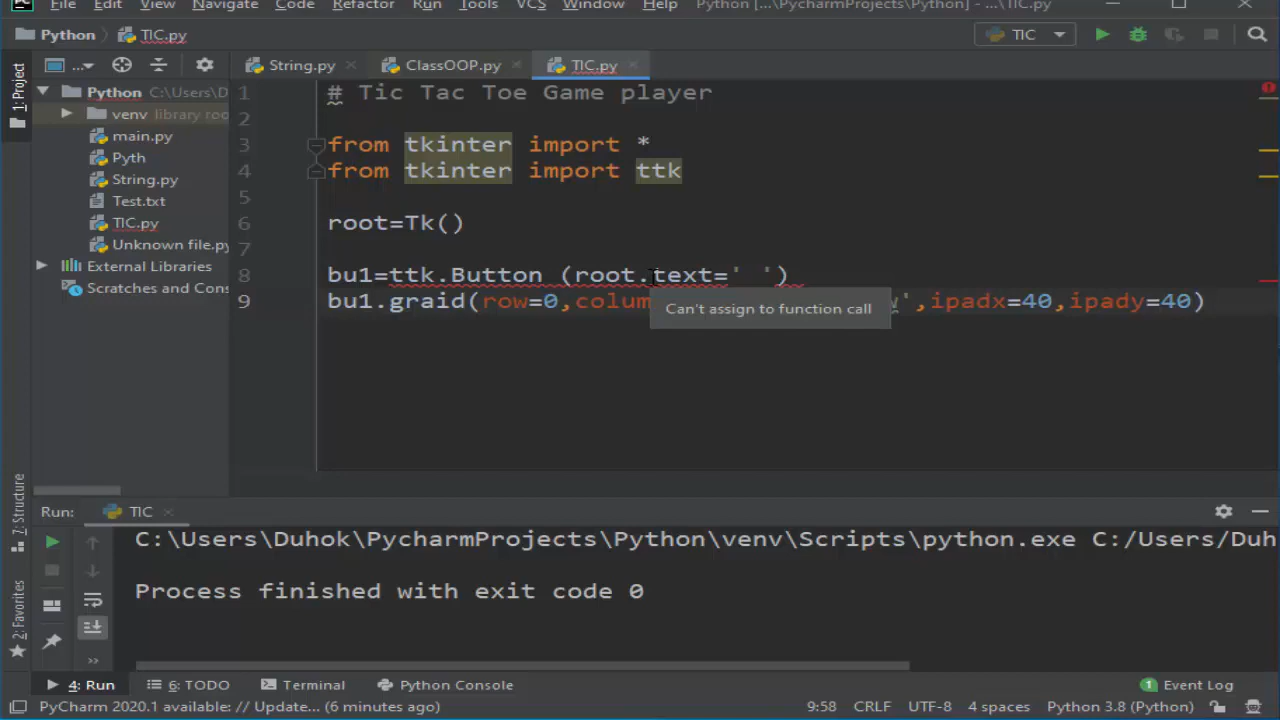 File Edit View Navigate Code Refactor Run Tools VCS Window Help Python [...\PycharmProjects\Python] - ...\TIC.py
Python TIC.py TIC
1: Project ...
String.py ClassOOP.py TIC.py
Python C:\Users\D
venv library roo
main.py
Pyth
String.py
Test.txt
TIC.py
Unknown file.py
External Libraries
Scratches and Cons
1 # Tic Tac Toe Game player
2
3 from tkinter import *
4 from tkinter import ttk
5
6 root=Tk()
7
8 bu1=ttk.Button (root.text=' ')
9 bu1.graid(row=0,colum ',ipadx=40,ipady=40)
Can't assign to function call
7: Structure
2: Favorites
Run: TIC
C:\Users\Duhok\PycharmProjects\Python\venv\Scripts\python.exe C:/Users/Duh
Process finished with exit code 0
4: Run 6: TODO Terminal Python Console 1 Event Log
PyCharm 2020.1 available: // Update... (6 minutes ago) 9:58 CRLF UTF-8 4 spaces Python 3.8 (Python)